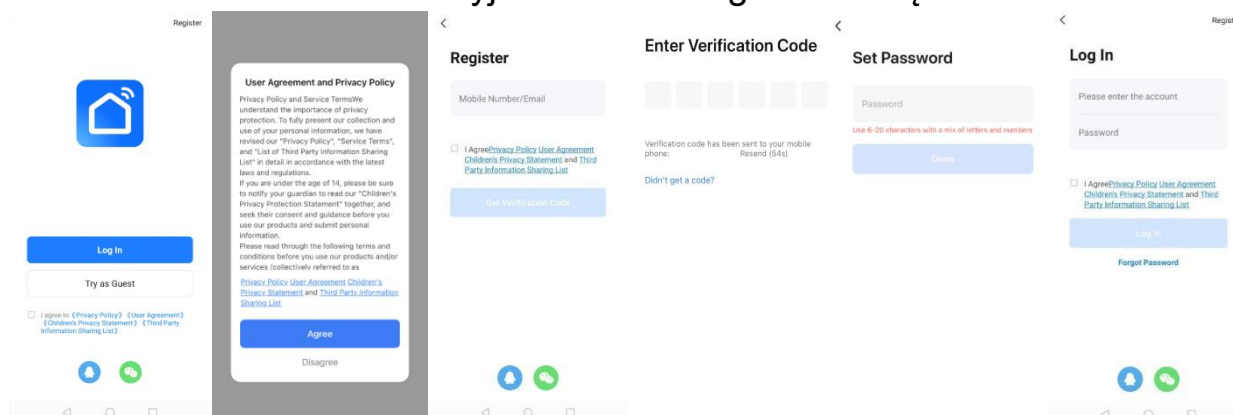 Register
Log In
Try as Guest
I agree to《Privacy Policy》《User Agreement》
《Children's Privacy Statement》《Third Party
Information Sharing List》
User Agreement and Privacy Policy
Privacy Policy and Service TermsWe
understand the importance of privacy
protection. To fully present our collection and
use of your personal information, we have
revised our "Privacy Policy", "Service Terms",
and "List of Third Party Information Sharing
List" in detail in accordance with the latest
laws and regulations.
If you are under the age of 14, please be sure
to notify your guardian to read our "Children's
Privacy Protection Statement" together, and
seek their consent and guidance before you
use our products and submit personal
information.
Please read through the following terms and
conditions before you use our products and/or
services (collectively referred to as
Privacy Policy User Agreement Children's
Privacy Statement and Third Party Information
Sharing List
Agree
Disagree
Register
Mobile Number/Email
I AgreePrivacy Policy User Agreement
Children's Privacy Statement and Third
Party Information Sharing List
Get Verification Code
Enter Verification Code
Verification code has been sent to your mobile
phone: Resend (54s)
Didn't get a code?
Set Password
Password
Use 6-20 characters with a mix of letters and numbers
Done
Regist
Log In
Please enter the account
Password
I AgreePrivacy Policy User Agreement
Children's Privacy Statement and Third
Party Information Sharing List
Log In
Forgot Password